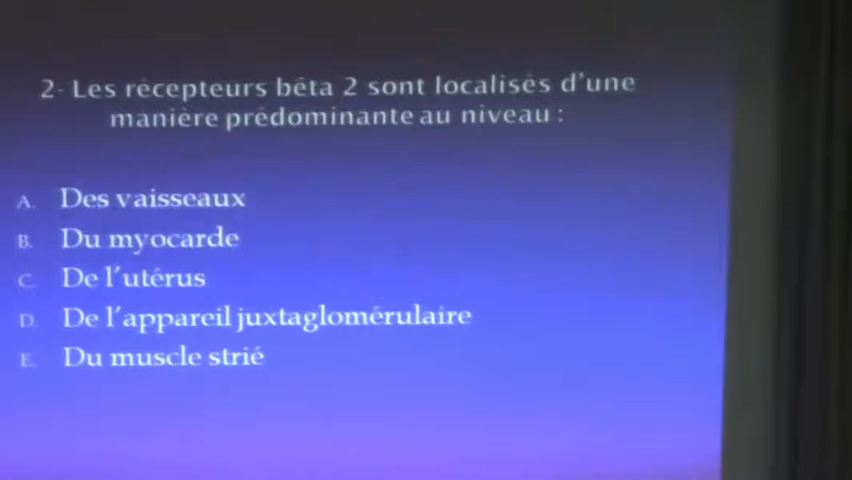 2- Les récepteurs bêta 2 sont localisés d'une
manière prédominante au niveau :
A. Des vaisseaux
B. Du myocarde
C. De l'utérus
D. De l'appareil juxtaglomérulaire
E. Du muscle strié